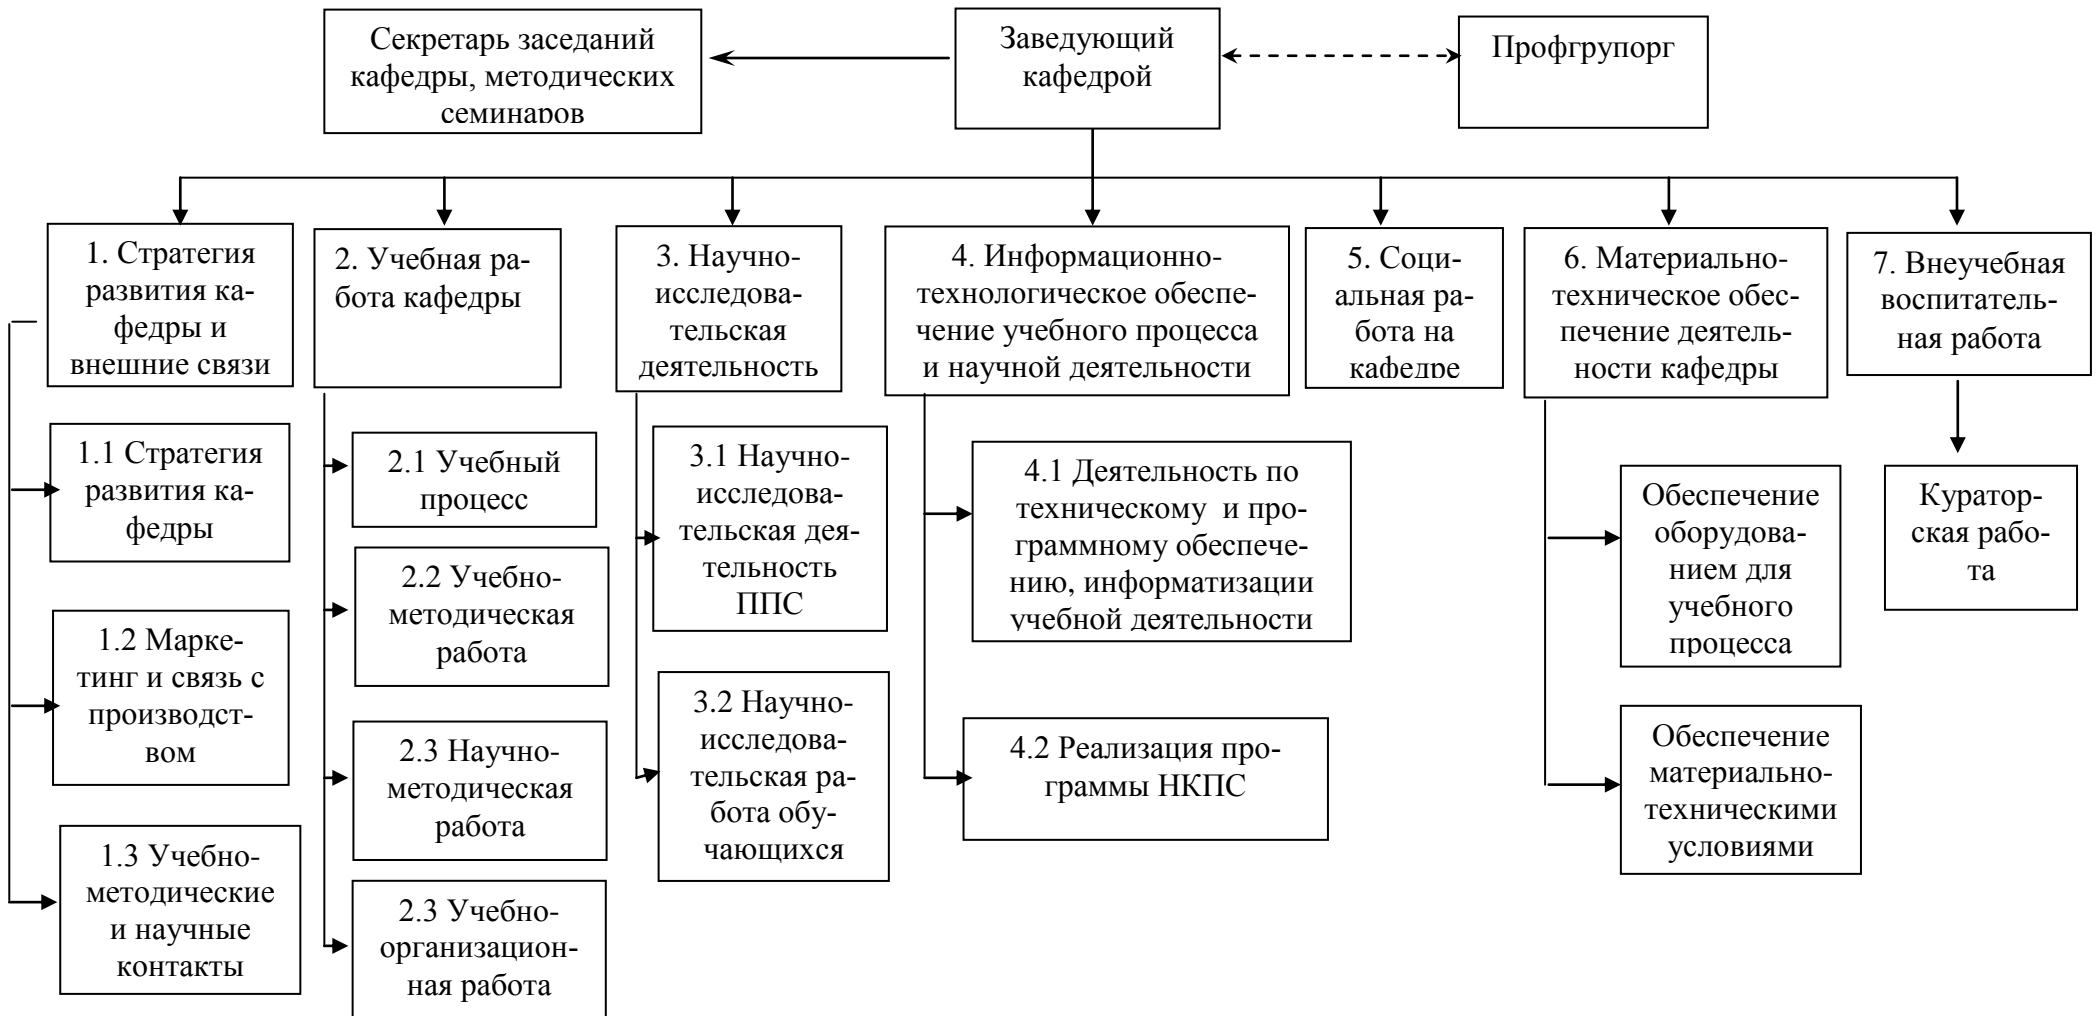 Секретарь заседаний
кафедры, методических
семинаров
Заведующий
кафедрой
Профгрупорг
1. Стратегия
развития ка-
федры и
внешние связи
2. Учебная ра-
бота кафедры
3. Научно-
исследова-
тельская
деятельность
4. Информационно-
технологическое обеспе-
чение учебного процесса
и научной деятельности
5. Соци-
альная ра-
бота на
кафедре
6. Материально-
техническое обес-
печение деятель-
ности кафедры
7. Внеучебная
воспитатель-
ная работа
1.1 Стратегия
развития ка-
федры
1.2 Марке-
тинг и связь с
производст-
вом
1.3 Учебно-
методические
и научные
контакты
2.1 Учебный
процесс
2.2 Учебно-
методическая
работа
2.3 Научно-
методическая
работа
2.3 Учебно-
организацион-
ная работа
3.1 Научно-
исследова-
тельская дея-
тельность
ППС
3.2 Научно-
исследова-
тельская ра-
бота обу-
чающихся
4.1 Деятельность по
техническому и про-
граммному обеспече-
нию, информатизации
учебной деятельности
4.2 Реализация про-
граммы НКПС
Обеспечение
оборудова-
нием для
учебного
процесса
Обеспечение
материально-
техническими
условиями
Куратор-
ская рабо-
та